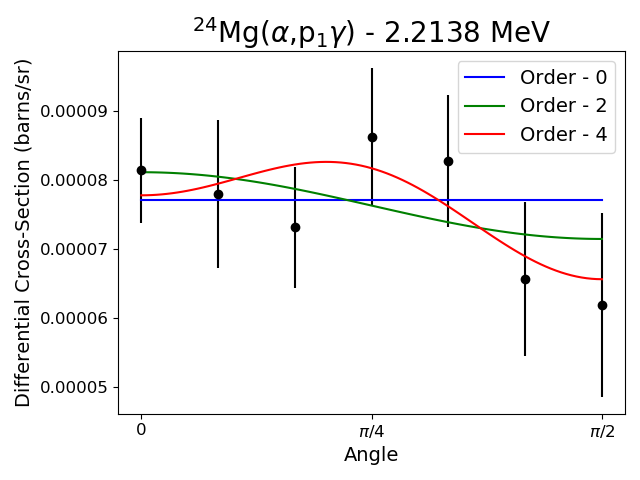 ²⁴Mg(α,p₁γ) - 2.2138 MeV
Order - 0
Order - 2
Order - 4
Differential Cross-Section (barns/sr)
0.00009
0.00008
0.00007
0.00006
0.00005
0
π/4
π/2
Angle